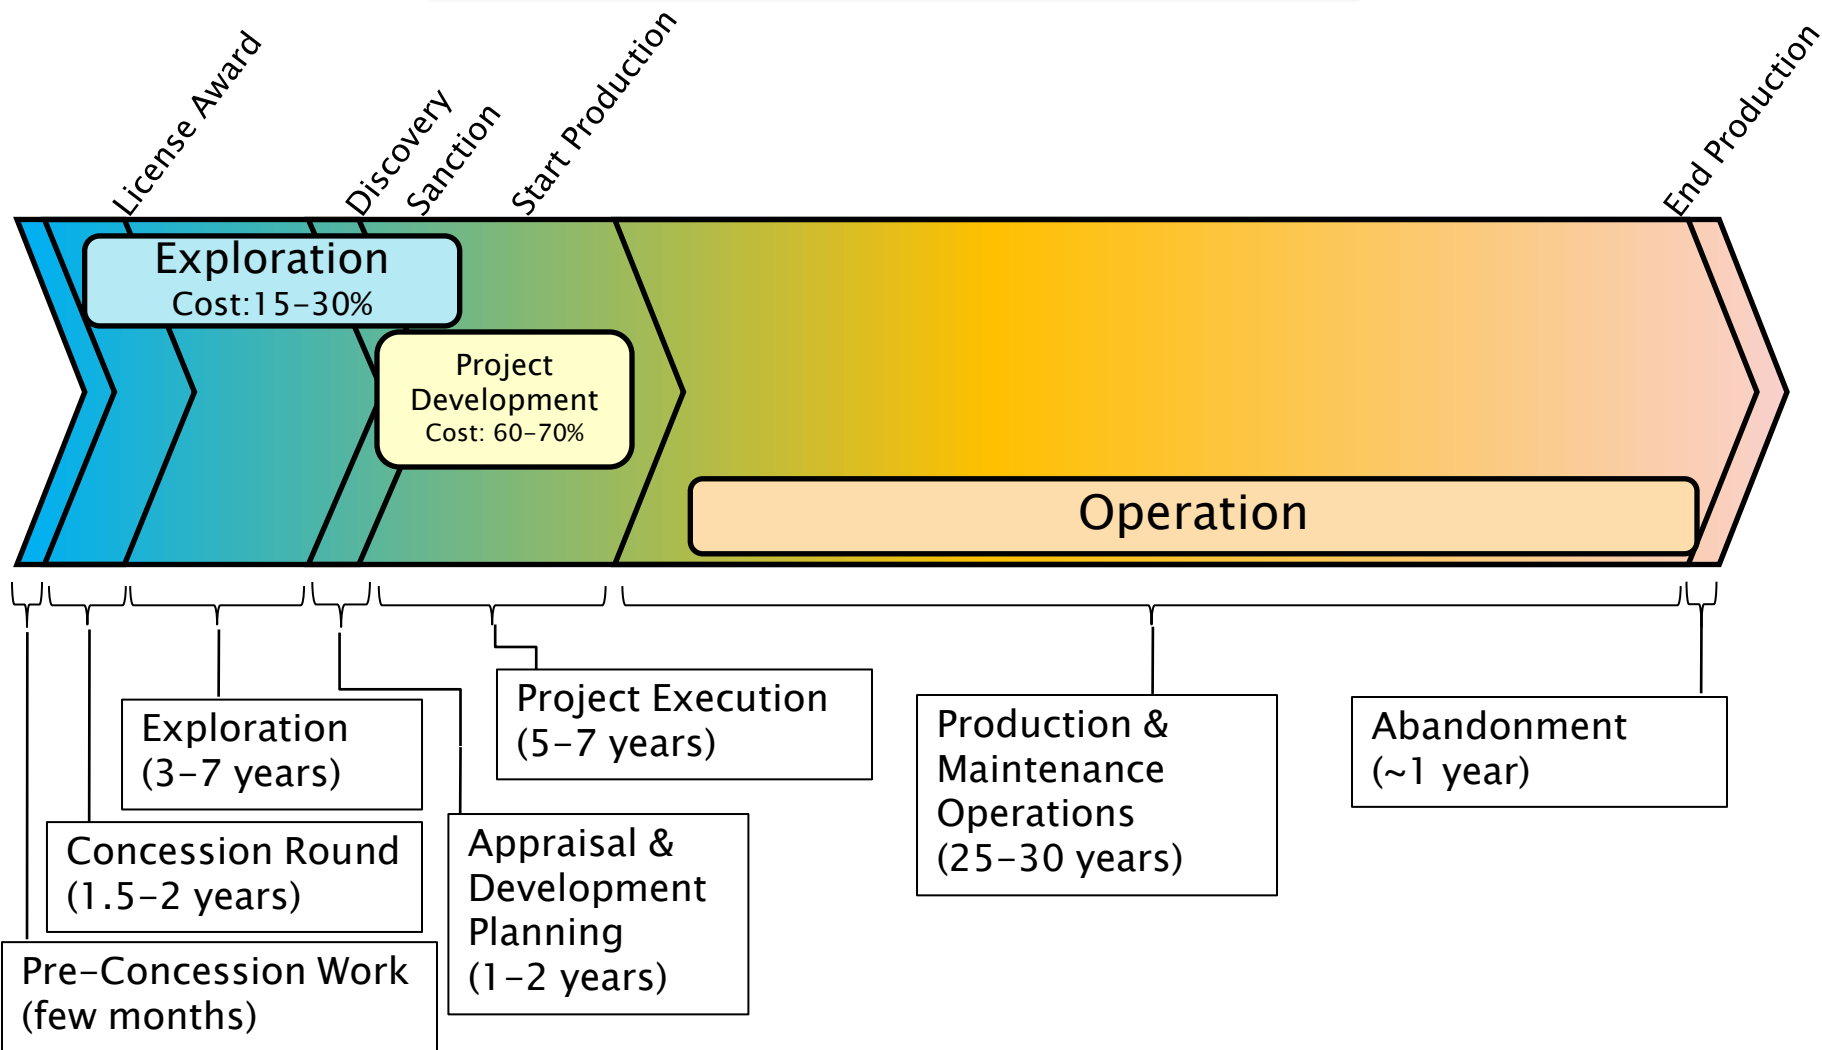 License Award
Discovery
Sanction
Start Production
End Production
Exploration
Cost:15–30%
Project
Development
Cost: 60–70%
Operation
Project Execution
(5–7 years)
Exploration
(3–7 years)
Production &
Maintenance
Operations
(25–30 years)
Abandonment
(~1 year)
Concession Round
(1.5–2 years)
Appraisal &
Development
Planning
(1–2 years)
Pre–Concession Work
(few months)